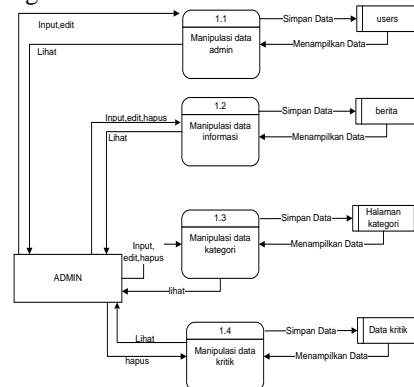 1.1
Manipulasi data
admin
Input,edit
Lihat
Simpan Data
Menampilkan Data
users
1.2
Manipulasi data
informasi
Input,edit,hapus
Lihat
Simpan Data
Menampilkan Data
berita
1.3
Manipulasi data
kategori
Input,
edit,hapus
lihat
Simpan Data
Menampilkan Data
Halaman
kategori
ADMIN
1.4
Manipulasi data
kritik
Lihat
hapus
Simpan Data
Menampilkan Data
Data kritik